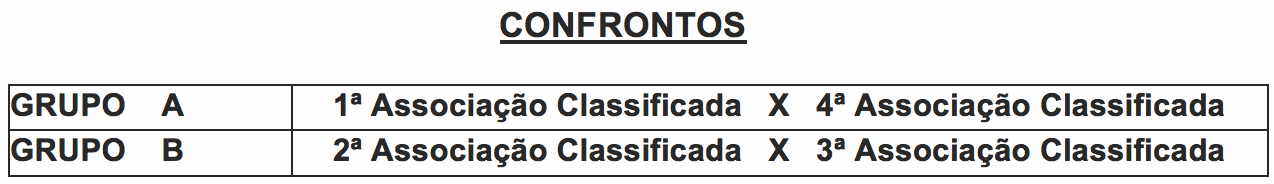 CONFRONTOS
GRUPO A 1ª Associação Classificada X 4ª Associação Classificada
GRUPO B 2ª Associação Classificada X 3ª Associação Classificada